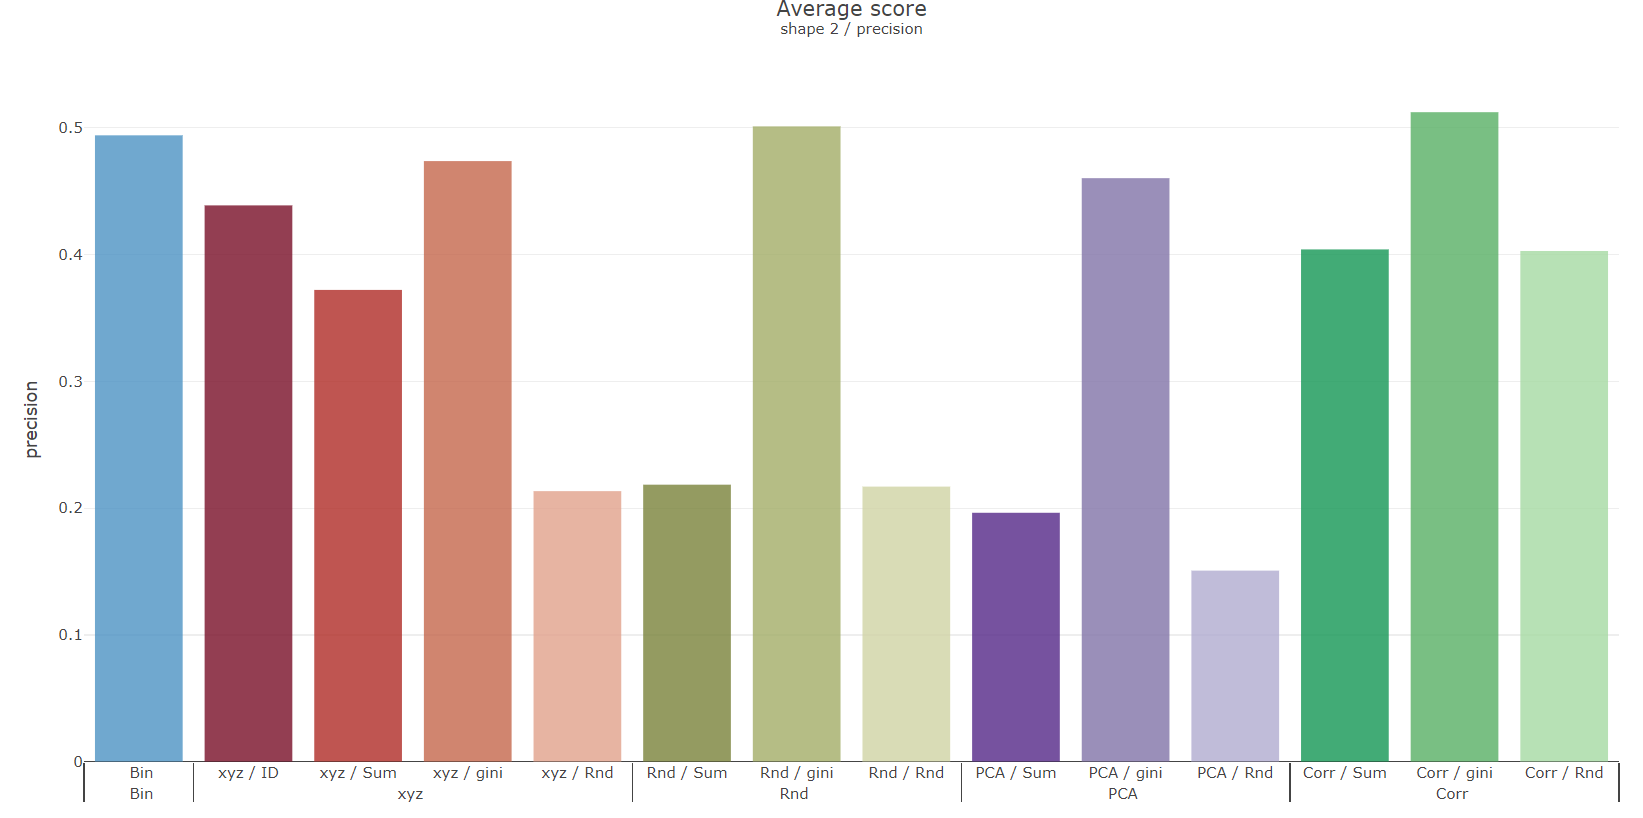 Average score
shape 2 / precision
precision
0.5
0.4
0.3
0.2
0.1
0
Bin xyz / ID xyz / Sum xyz / gini xyz / Rnd Rnd / Sum Rnd / gini Rnd / Rnd PCA / Sum PCA / gini PCA / Rnd Corr / Sum Corr / gini Corr / Rnd
Bin xyz Rnd PCA Corr